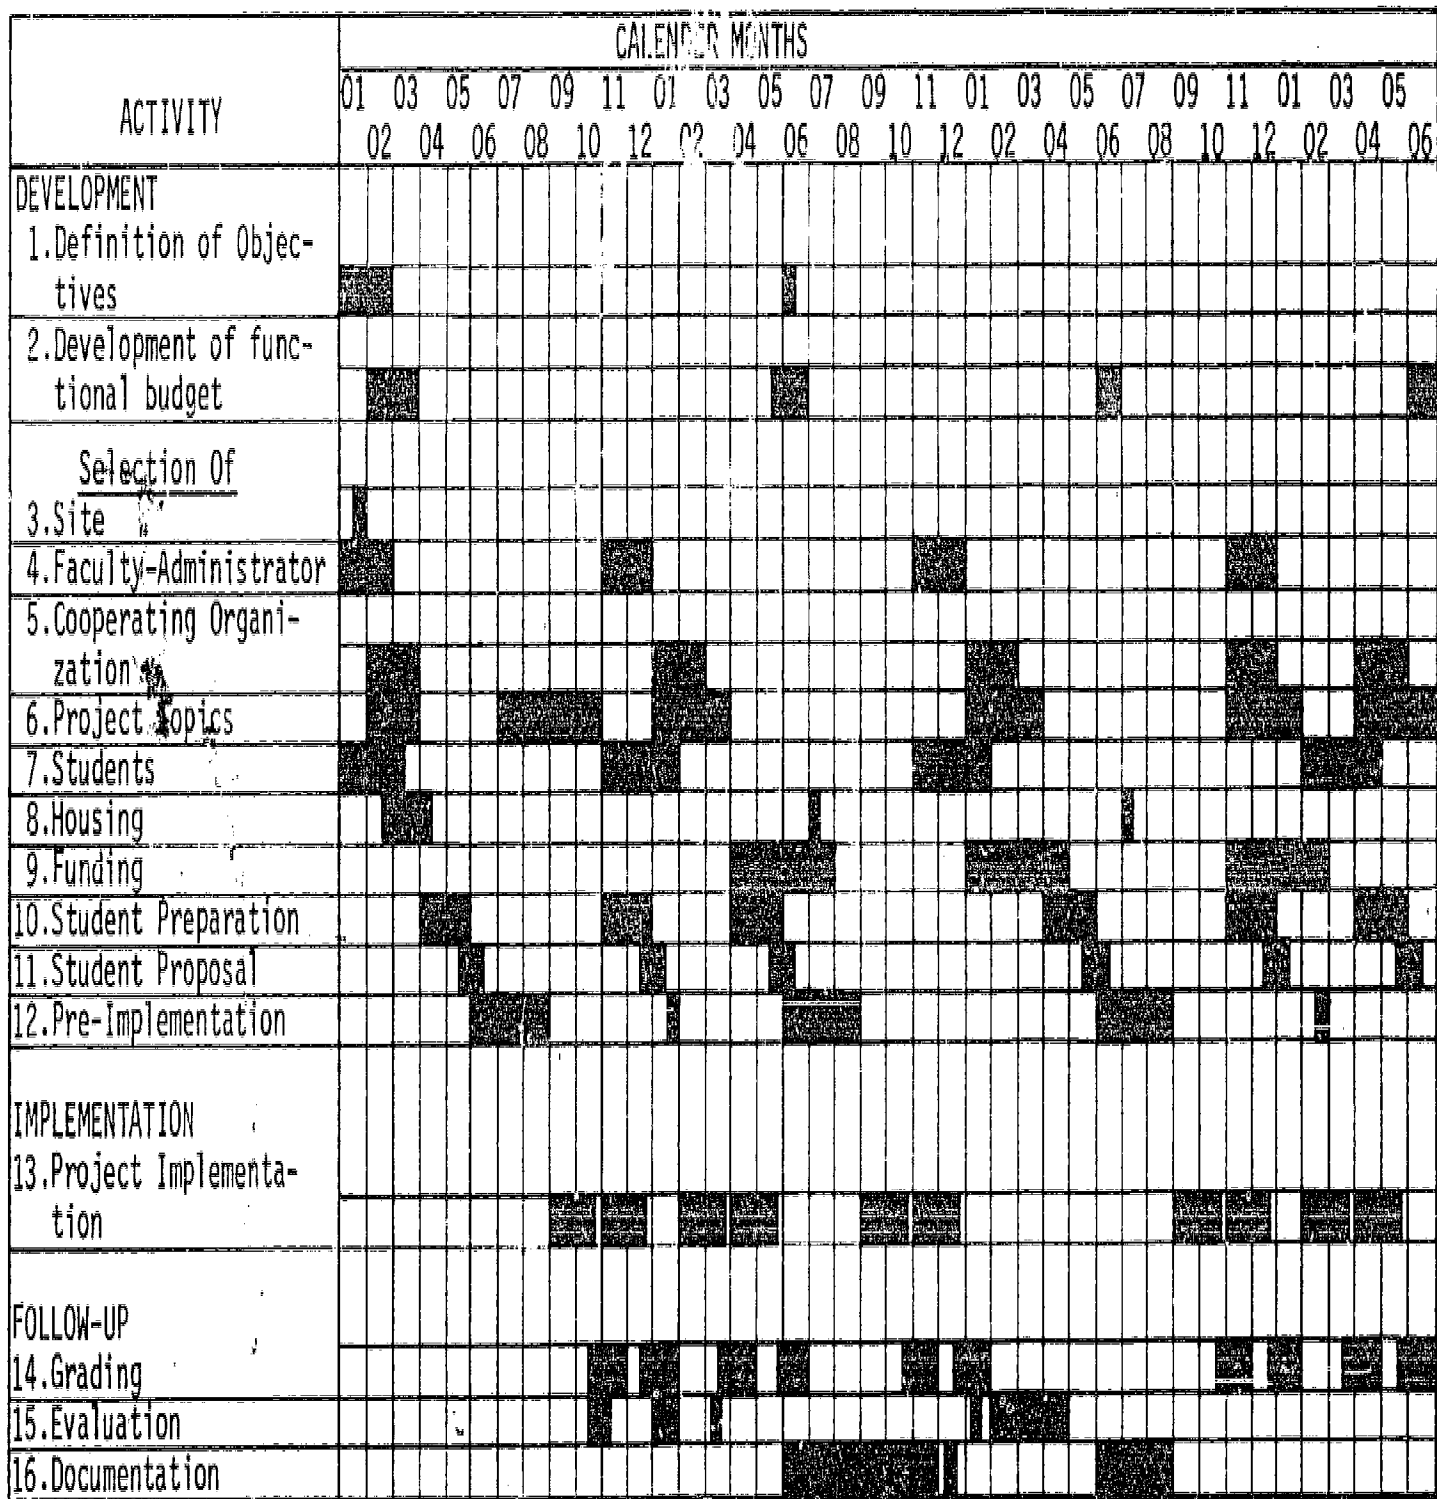 CALENDER MONTHS
ACTIVITY
01 03 05 07 09 11 01 03 05 07 09 11 01 03 05 07 09 11 01 03 05
02 04 06 08 10 12 02 04 06 08 10 12 02 04 06 08 10 12 02 04 06
DEVELOPMENT
1.Definition of Objec-
tives
2.Development of func-
tional budget
Selection Of
3.Site
4.Faculty-Administrator
5.Cooperating Organi-
zation
6.Project Topics
7.Students
8.Housing
9.Funding
10.Student Preparation
11.Student Proposal
12.Pre-Implementation
IMPLEMENTATION
13.Project Implementa-
tion
FOLLOW-UP
14.Grading
15.Evaluation
16.Documentation